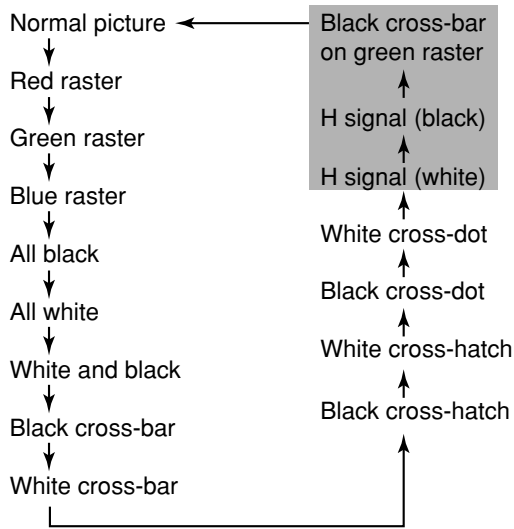 Normal picture
Red raster
Green raster
Blue raster
All black
All white
White and black
Black cross-bar
White cross-bar
Black cross-hatch
White cross-hatch
Black cross-dot
White cross-dot
H signal (white)
H signal (black)
Black cross-bar
on green raster